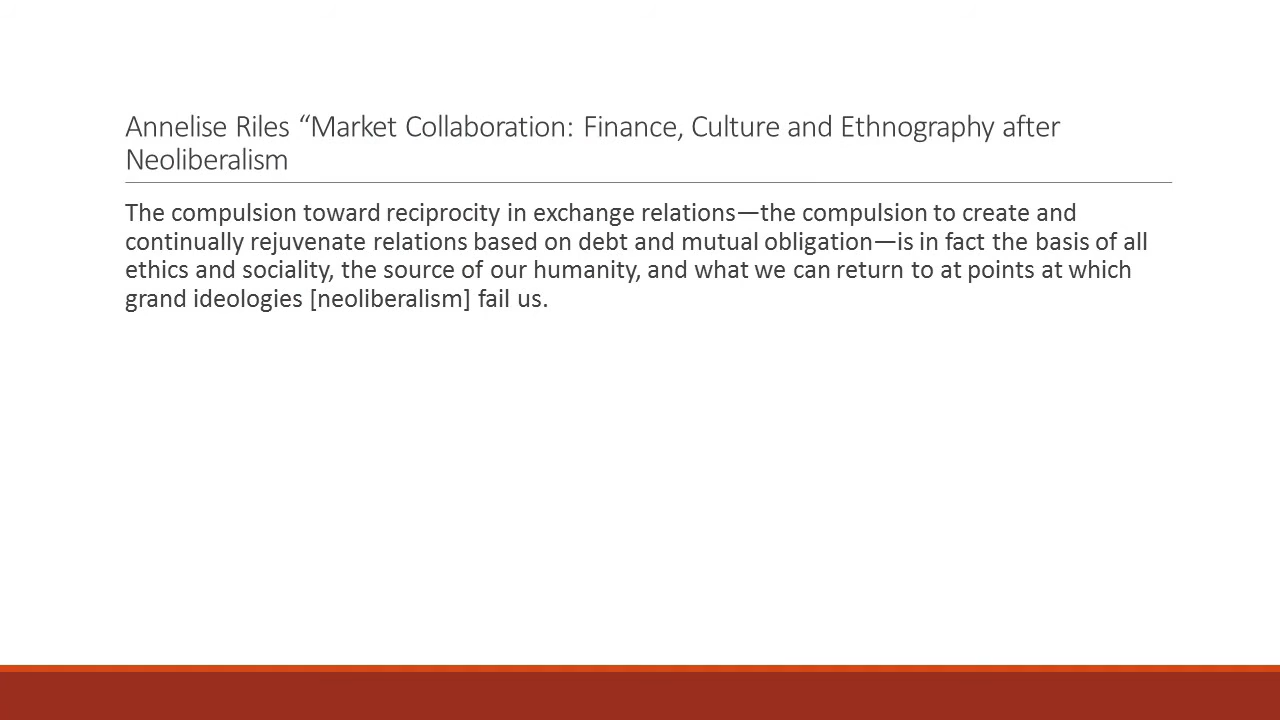 Annelise Riles “Market Collaboration: Finance, Culture and Ethnography after
Neoliberalism
The compulsion toward reciprocity in exchange relations—the compulsion to create and
continually rejuvenate relations based on debt and mutual obligation—is in fact the basis of all
ethics and sociality, the source of our humanity, and what we can return to at points at which
grand ideologies [neoliberalism] fail us.